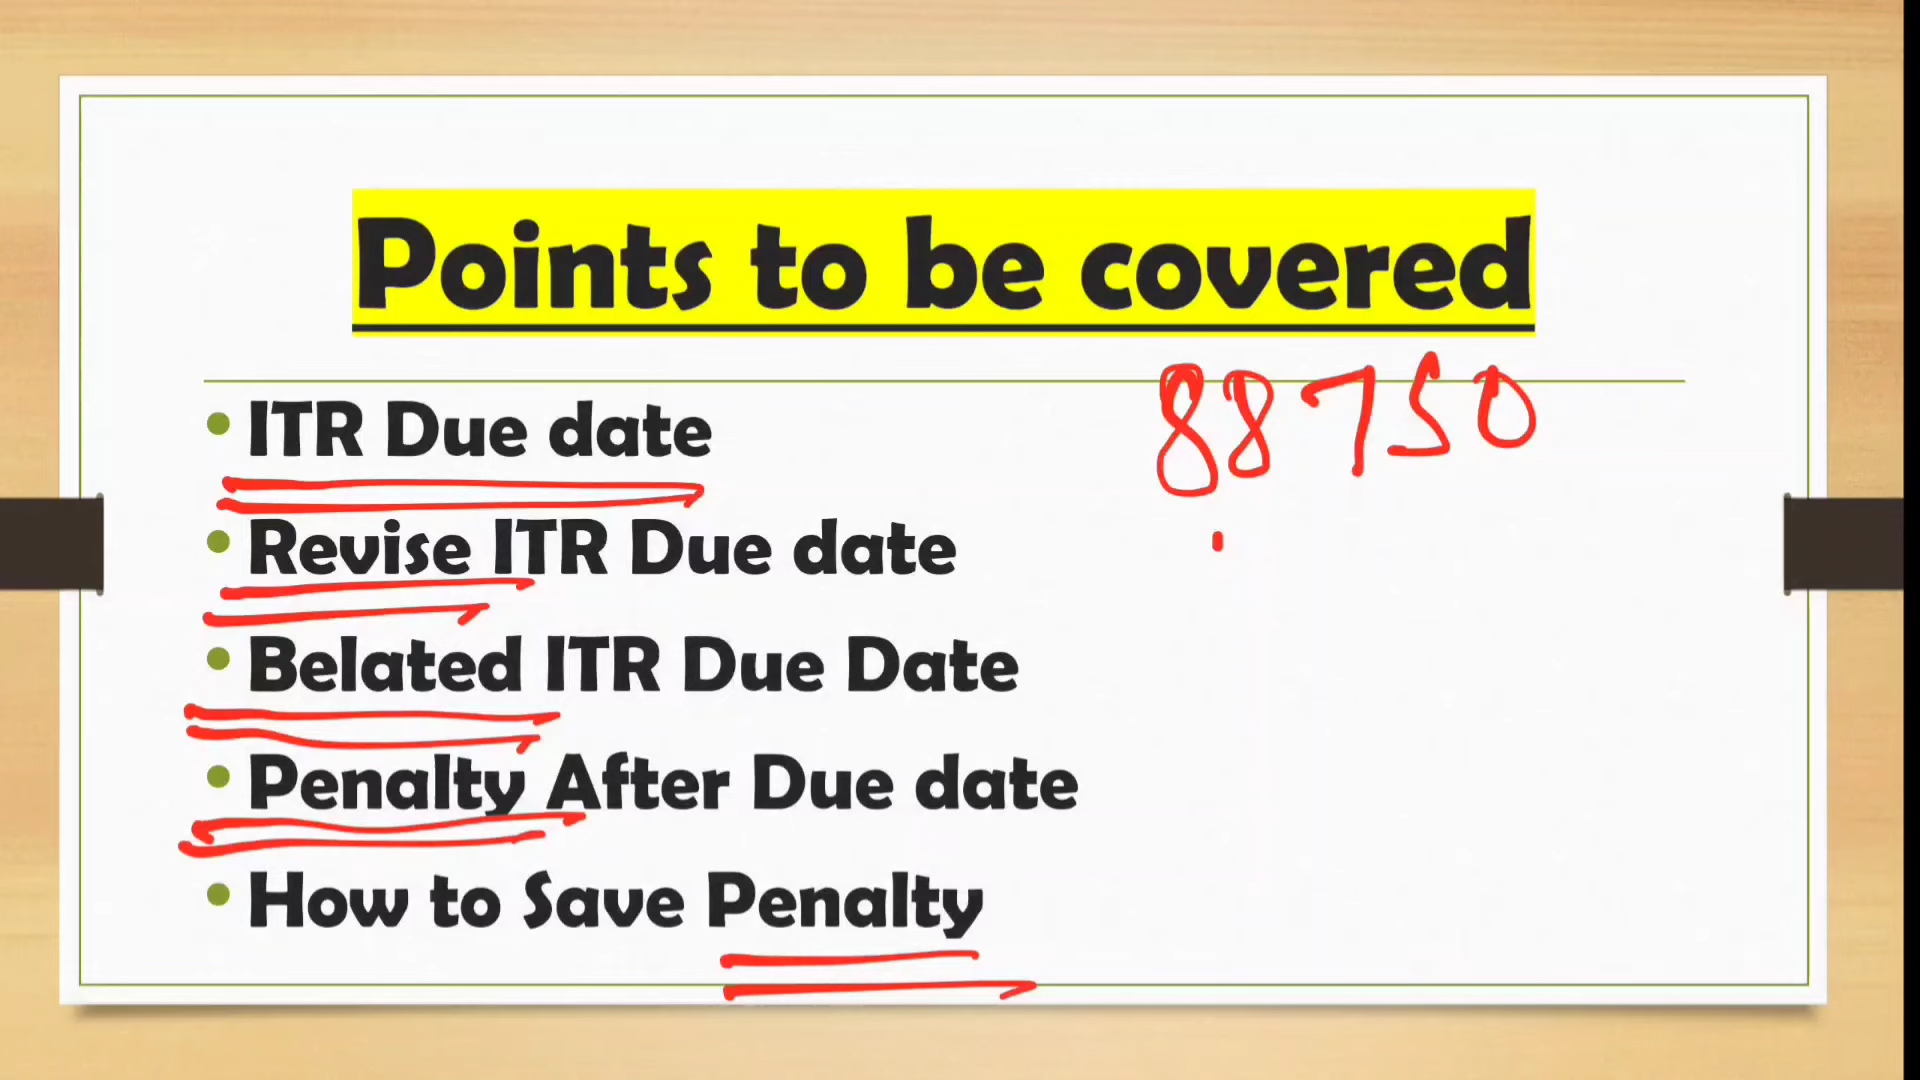 Points to be covered
88750
• ITR Due date
• Revise ITR Due date
• Belated ITR Due Date
• Penalty After Due date
• How to Save Penalty